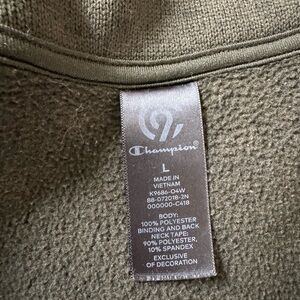 C9
Champion
L
MADE IN
VIETNAM
K9686-O4W
88-072018-2N
000000-C418
BODY:
100% POLYESTER
BINDING AND BACK
NECK TAPE:
90% POLYESTER,
10% SPANDEX
EXCLUSIVE
OF DECORATION